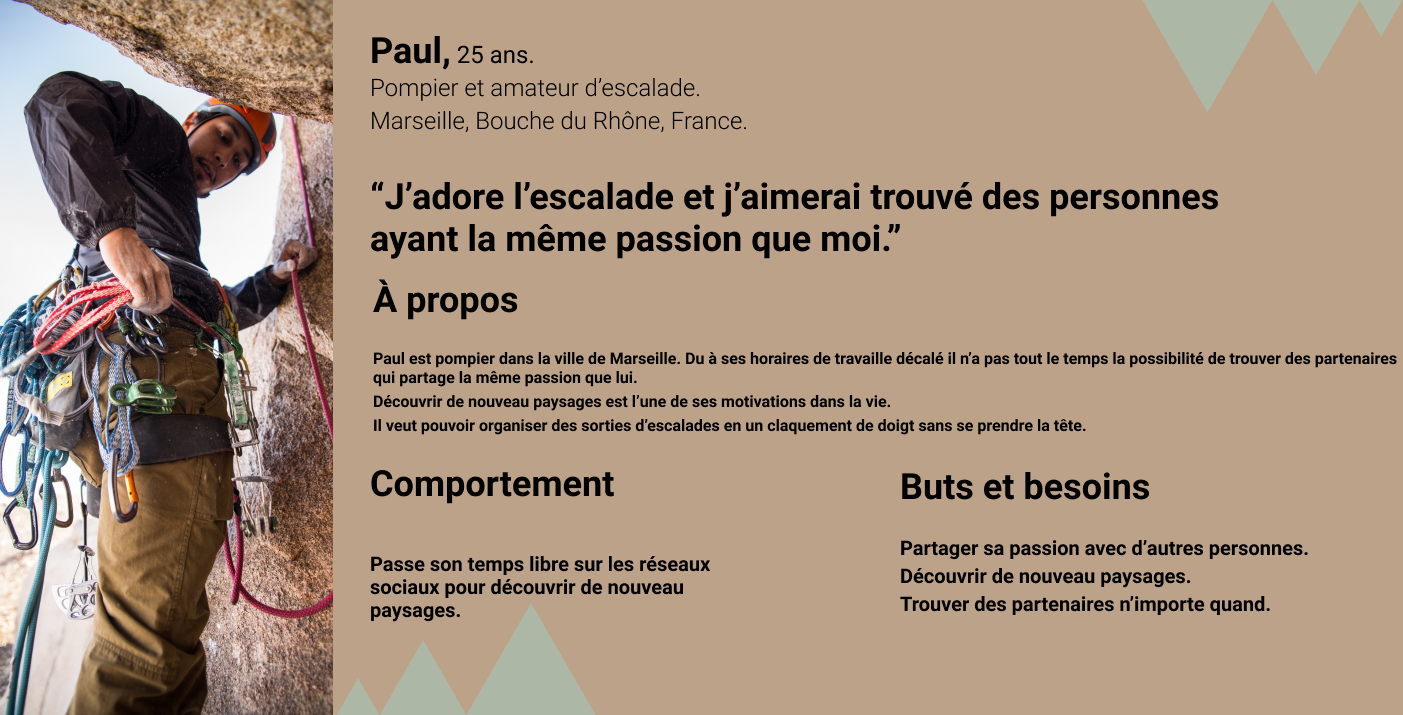 Paul, 25 ans.
Pompier et amateur d’escalade.
Marseille, Bouche du Rhône, France.
“J’adore l’escalade et j’aimerai trouvé des personnes
ayant la même passion que moi.”
À propos
Paul est pompier dans la ville de Marseille. Du à ses horaires de travaille décalé il n’a pas tout le temps la possibilité de trouver des partenaires
qui partage la même passion que lui.
Découvrir de nouveau paysages est l’une de ses motivations dans la vie.
Il veut pouvoir organiser des sorties d’escalades en un claquement de doigt sans se prendre la tête.
Comportement
Passe son temps libre sur les réseaux
sociaux pour découvrir de nouveau
paysages.
Buts et besoins
Partager sa passion avec d’autres personnes.
Découvrir de nouveau paysages.
Trouver des partenaires n’importe quand.